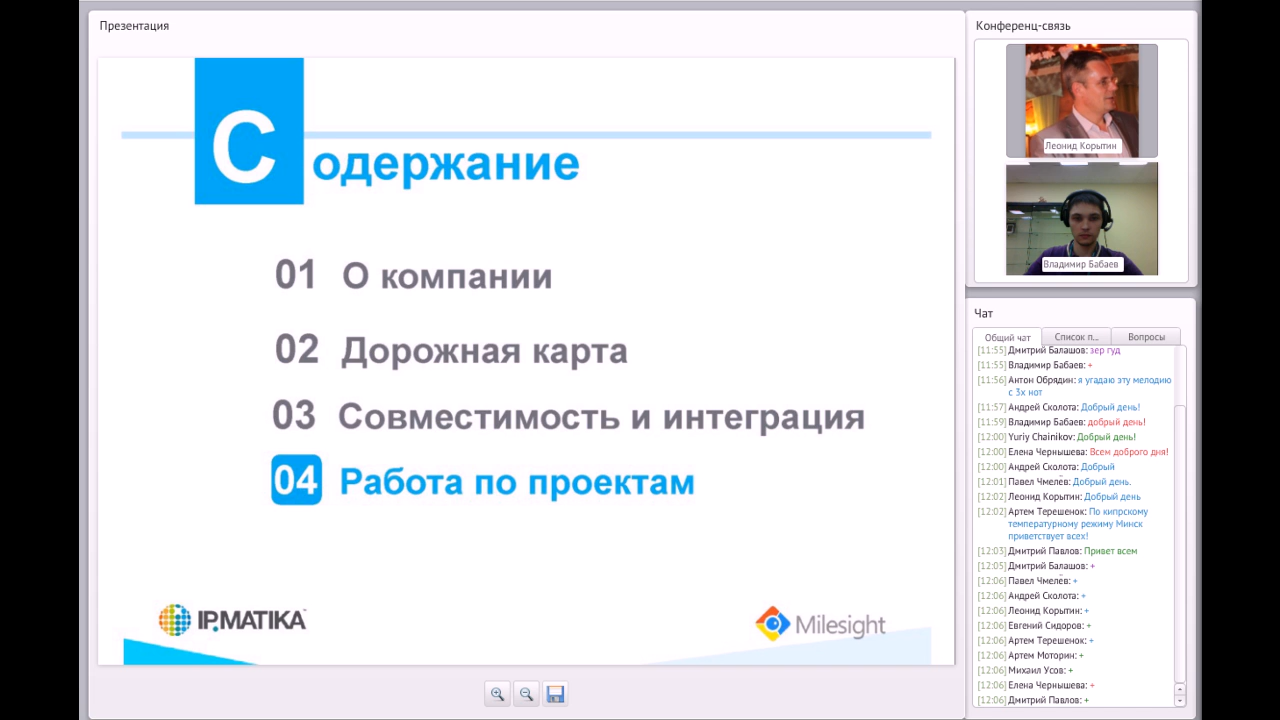 Презентация
Содержание
01 О компании
02 Дорожная карта
03 Совместимость и интеграция
04 Работа по проектам
IPMATIKA™
Milesight
Конференц-связь
Леонид Корытин
Владимир Бабаев
Чат
Общий чат
Список п...
Вопросы
[11:55] Дмитрий Балашов: зер гуд
[11:55] Владимир Бабаев: +
[11:56] Антон Обрядин: я угадаю эту мелодию
с 3х нот
[11:57] Андрей Сколота: Добрый день!
[11:59] Владимир Бабаев: добрый день!
[12:00] Yuriy Chainikov: Добрый день!
[12:00] Елена Чернышева: Всем доброго дня!
[12:00] Андрей Сколота: Добрый
[12:01] Павел Чмелёв: Добрый день.
[12:02] Леонид Корытин: Добрый день
[12:02] Артем Терешенок: По кипрскому
температурному режиму Минск
приветствует всех!
[12:03] Дмитрий Павлов: Привет всем
[12:05] Дмитрий Балашов: +
[12:06] Павел Чмелёв: +
[12:06] Андрей Сколота: +
[12:06] Леонид Корытин: +
[12:06] Евгений Сидоров: +
[12:06] Артем Терешенок: +
[12:06] Артем Моторин: +
[12:06] Михаил Усов: +
[12:06] Елена Чернышева: +
[12:06] Дмитрий Павлов: +